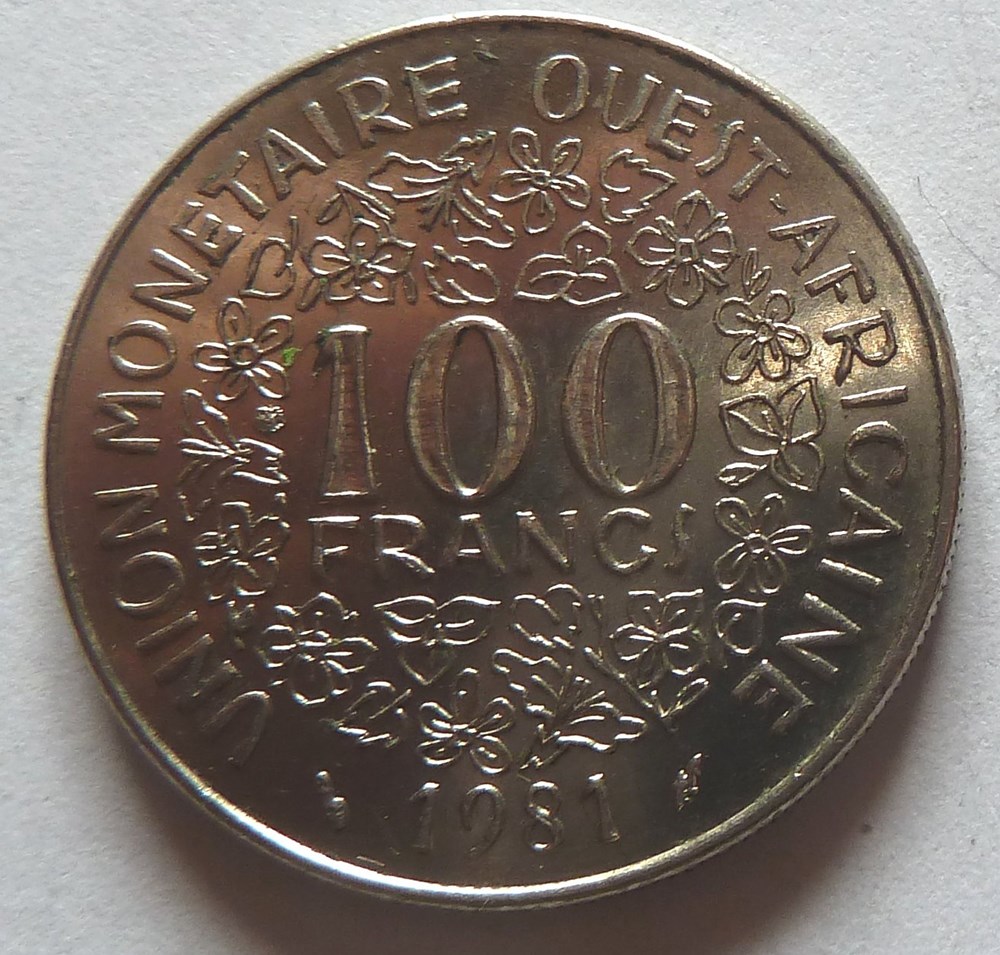 UNION MONETAIRE OUEST-AFRICAINE
100
FRANCS
1981